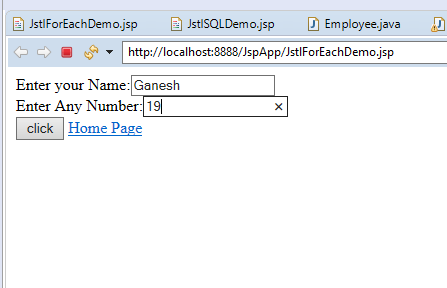 JstlForEachDemo.jsp JstlSQLDemo.jsp Employee.java
http://localhost:8888/JspApp/JstlForEachDemo.jsp
Enter your Name: Ganesh
Enter Any Number: 19
click Home Page